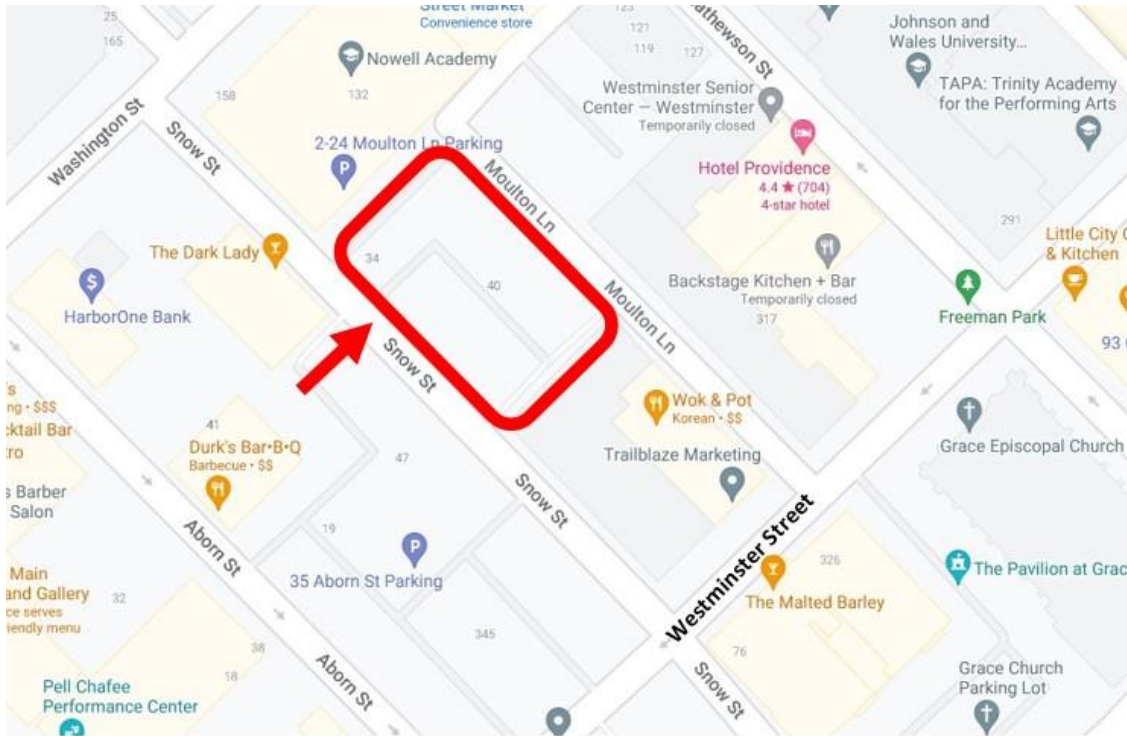 Street Market
Convenience store
25
165
Washington St
Snow St
158
Nowell Academy
132
2-24 Moulton Ln Parking
123
121
119
127
Mathewson St
Johnson and
Wales University...
TAPA: Trinity Academy
for the Performing Arts
Westminster Senior
Center — Westminster
Temporarily closed
Hotel Providence
4.4 ★ (704)
4-star hotel
Moulton Ln
291
Little City
& Kitchen
The Dark Lady
34
40
HarborOne Bank
Backstage Kitchen + Bar
Temporarily closed
317
Moulton Ln
Freeman Park
93
Snow St
ng • $$$
cktail Bar
tro
41
Durk's Bar•B•Q
Barbecue • $$
47
Wok & Pot
Korean • $$
Grace Episcopal Church
Trailblaze Marketing
s Barber
Salon
Snow St
19
Aborn St
35 Aborn St Parking
Westminster Street
326
The Malted Barley
The Pavilion at Grac
Main
and Gallery
ce serves
iendly menu
32
345
38
18
Aborn St
76
Snow St
Pell Chafee
Performance Center
Grace Church
Parking Lot